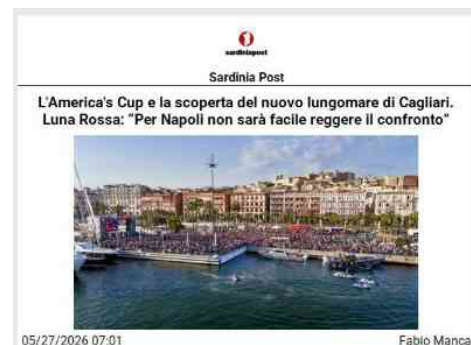 sardiniapost
Sardinia Post
L'America's Cup e la scoperta del nuovo lungomare di Cagliari.
Luna Rossa: “Per Napoli non sarà facile reggere il confronto”
05/27/2026 07:01
Fabio Manca